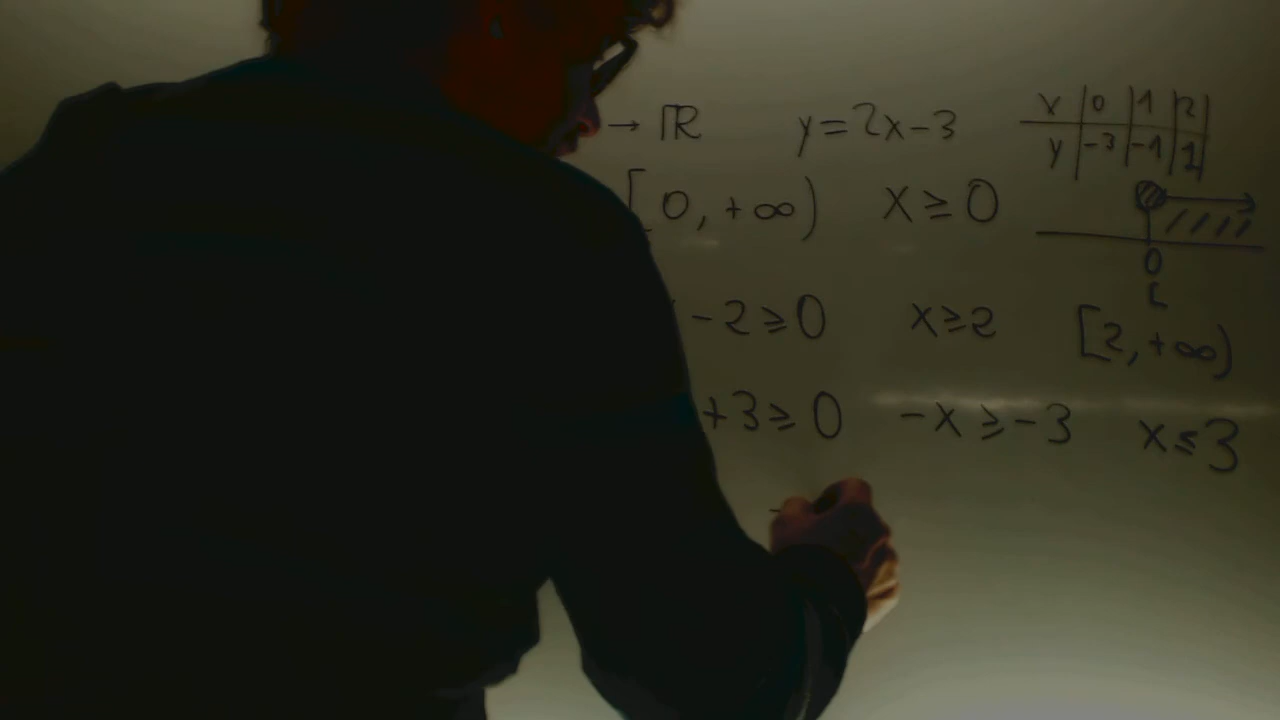 → ℝ y=2x-3 x | 0 | 1 | 2
y | -3 | -1 | 1
[0,+∞) x≥0
0
[
-2≥0 x≥2 [2,+∞)
+3≥0 -x≥-3 x≤3
-